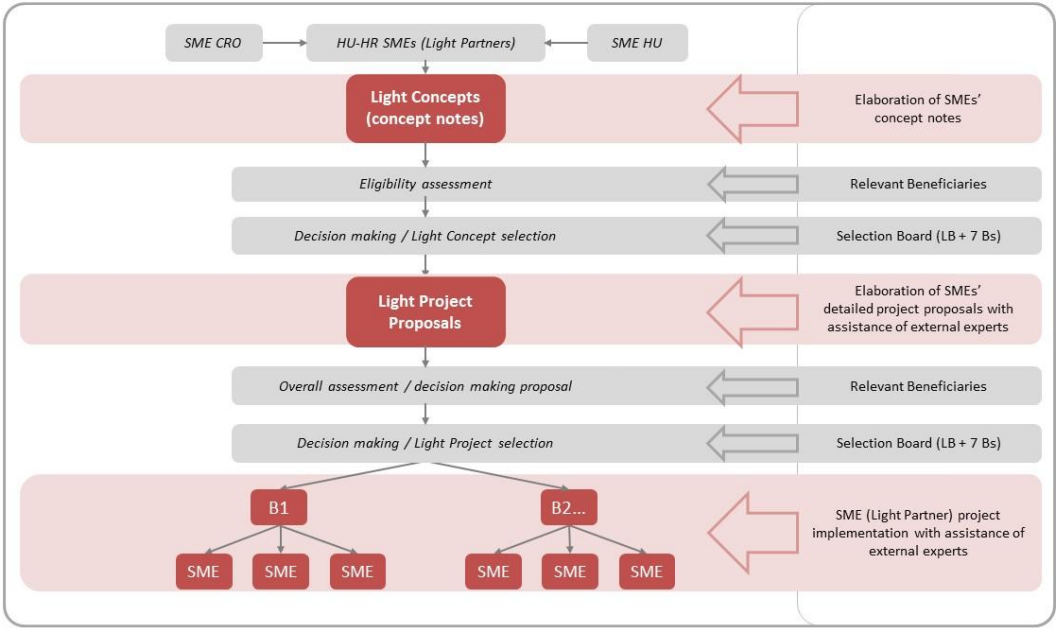 SME CRO
HU-HR SMEs (Light Partners)
SME HU
Light Concepts
(concept notes)
Elaboration of SMEs'
concept notes
Eligibility assessment
Relevant Beneficiaries
Decision making / Light Concept selection
Selection Board (LB + 7 Bs)
Light Project
Proposals
Elaboration of SMEs'
detailed project proposals with
assistance of external experts
Overall assessment / decision making proposal
Relevant Beneficiaries
Decision making / Light Project selection
Selection Board (LB + 7 Bs)
B1
B2...
SME
SME
SME
SME
SME
SME
SME (Light Partner) project
implementation with assistance of
external experts